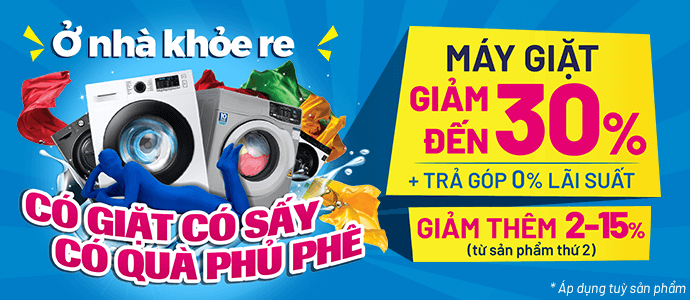 Ở nhà khỏe re
CÓ GIẶT CÓ SẤY
CÓ QUÀ PHỦ PHÊ
MÁY GIẶT
GIẢM
ĐẾN 30%
+ TRẢ GÓP 0% LÃI SUẤT
GIẢM THÊM 2-15%
(từ sản phẩm thứ 2)
* Áp dụng tuỳ sản phẩm